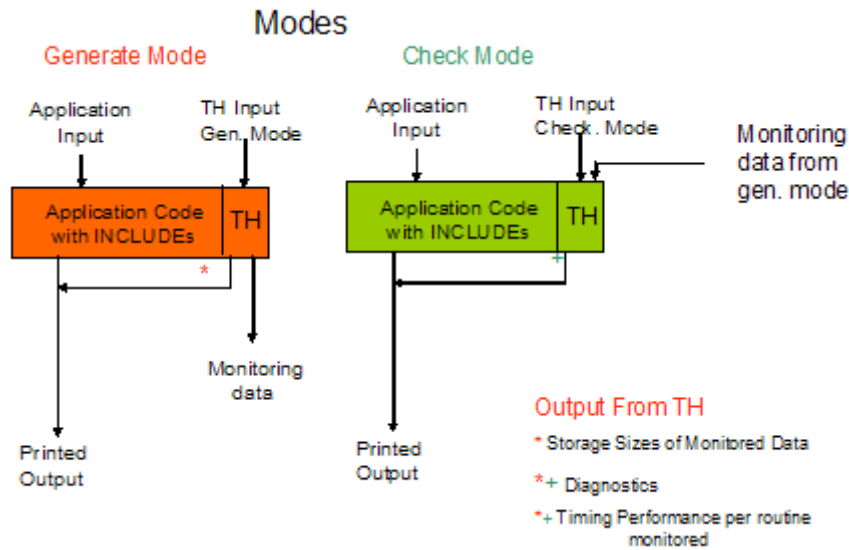 Modes
Generate Mode
Check Mode
Application
Input
TH Input
Gen. Mode
Application
Input
TH Input
Check . Mode
Monitoring
data from
gen. mode
Application Code
with INCLUDEs
TH
Application Code
with INCLUDEs
TH
*
+
Monitoring
data
Printed
Output
Printed
Output
Output From TH
* Storage Sizes of Monitored Data
*+ Diagnostics
*+ Timing Performance per routine
monitored